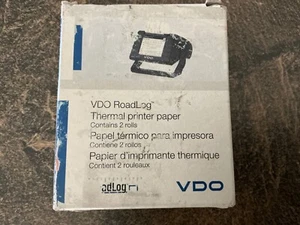 VDO RoadLog™
Thermal printer paper
Contains 2 rolls
Papel térmico para impresora
Contiene 2 rollos
Papier d'imprimante thermique
Contient 2 rouleaux
adLog
VDO